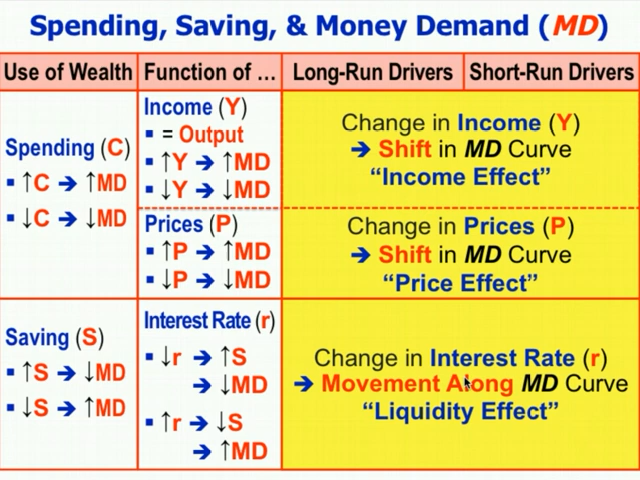 Spending, Saving, & Money Demand (MD)
Use of Wealth
Function of …
Long-Run Drivers
Short-Run Drivers
Spending (C)
▪ ↑C ➔ ↑MD
▪ ↓C ➔ ↓MD
Income (Y)
▪ = Output
▪ ↑Y ➔ ↑MD
▪ ↓Y ➔ ↓MD
Change in Income (Y)
➔ Shift in MD Curve
“Income Effect”
Prices (P)
▪ ↑P ➔ ↑MD
▪ ↓P ➔ ↓MD
Change in Prices (P)
➔ Shift in MD Curve
“Price Effect”
Saving (S)
▪ ↑S ➔ ↓MD
▪ ↓S ➔ ↑MD
Interest Rate (r)
▪ ↓r ➔ ↑S
➔ ↓MD
▪ ↑r ➔ ↓S
➔ ↑MD
Change in Interest Rate (r)
➔ Movement Along MD Curve
“Liquidity Effect”